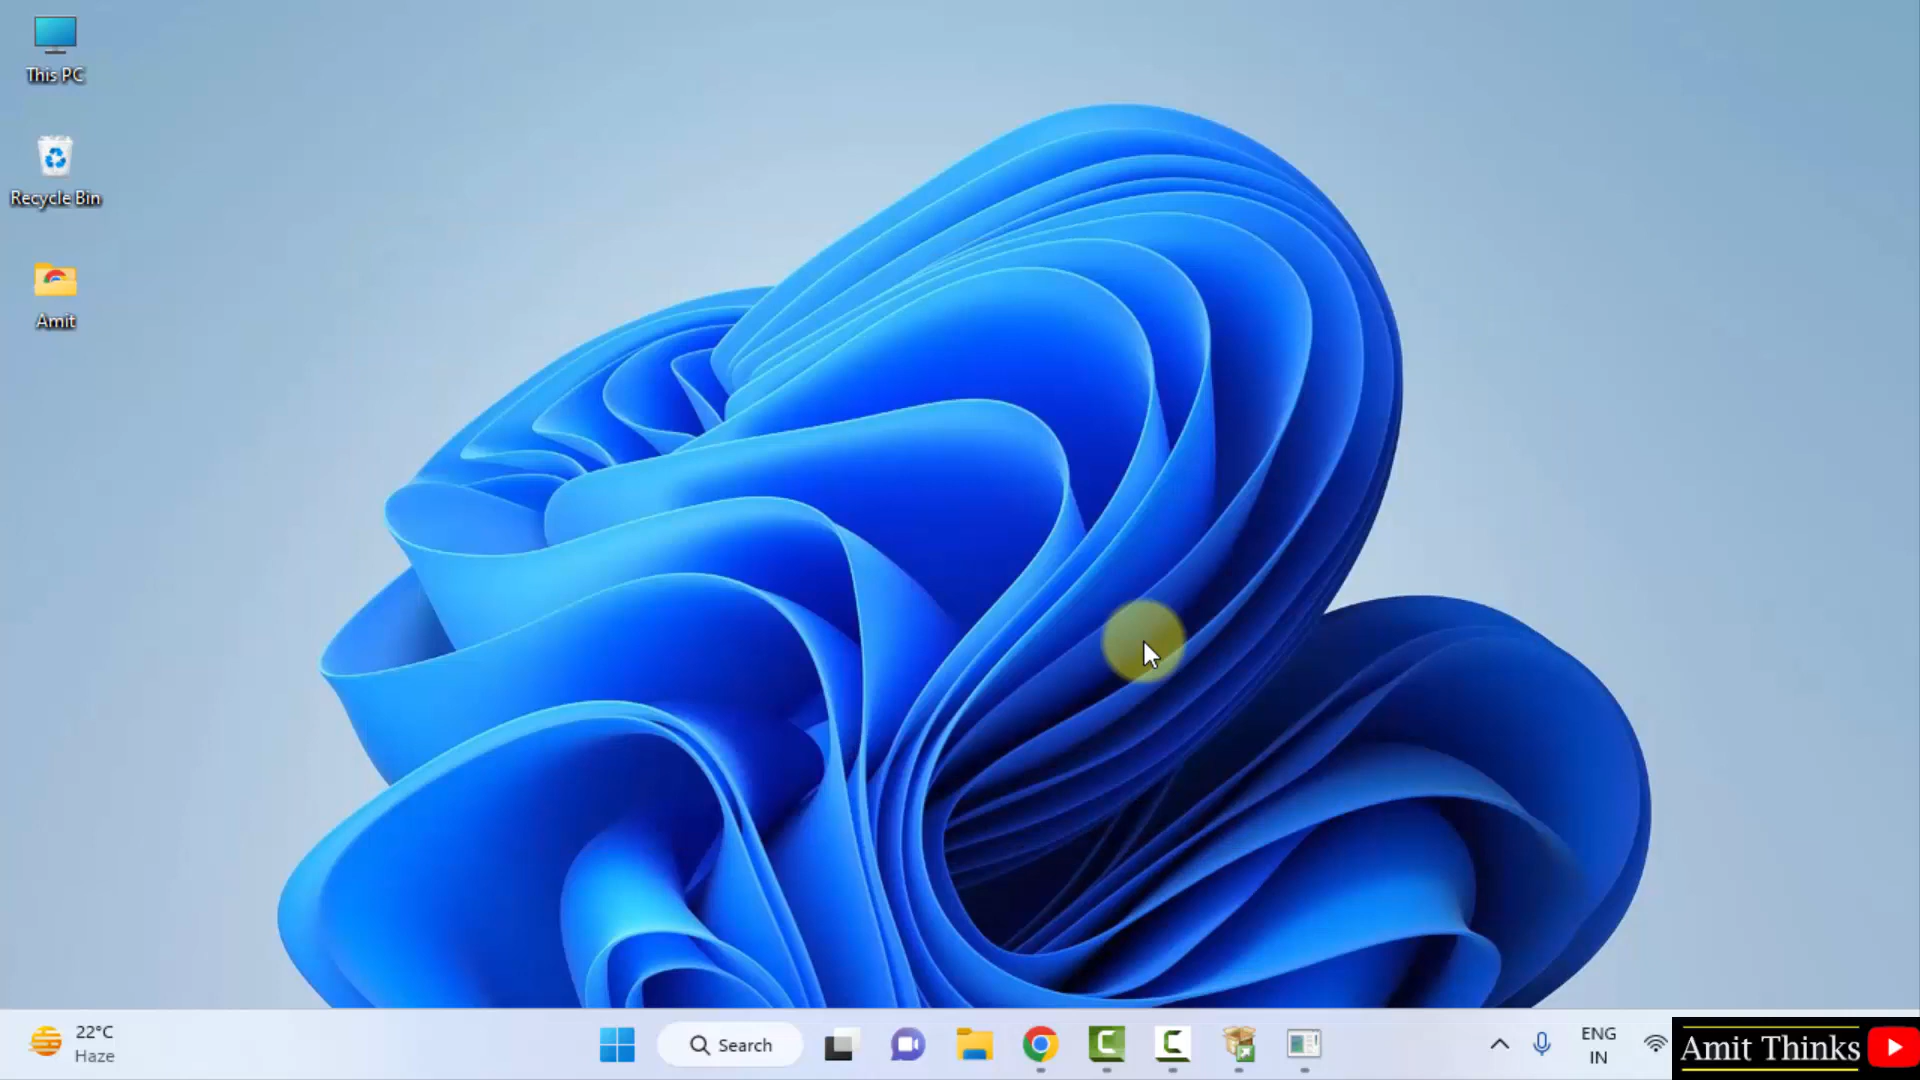 This PC
Recycle Bin
Amit
22°C
Haze
Search
ENG
IN
Amit Thinks